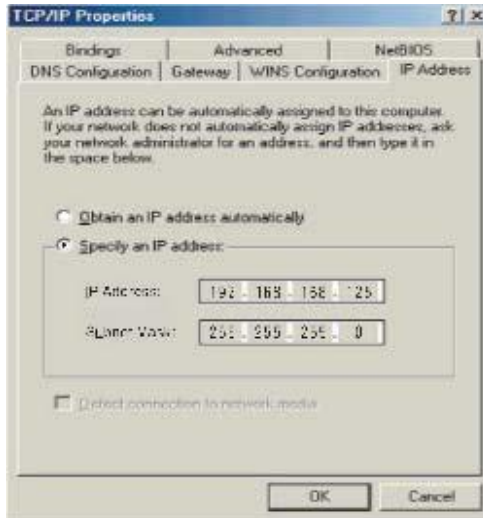 TCP/IP Properties
Bindings Advanced NetBIOS
DNS Configuration Gateway WINS Configuration IP Address
An IP address can be automatically assigned to this computer.
If your network does not automatically assign IP addresses, ask
your network administrator for an address, and then type it in
the space below.
Obtain an IP address automatically
Specify an IP address:
IP Address: 192 . 168 . 168 . 125
Subnet Mask: 255 . 255 . 255 . 0
Detect connection to network media
OK Cancel